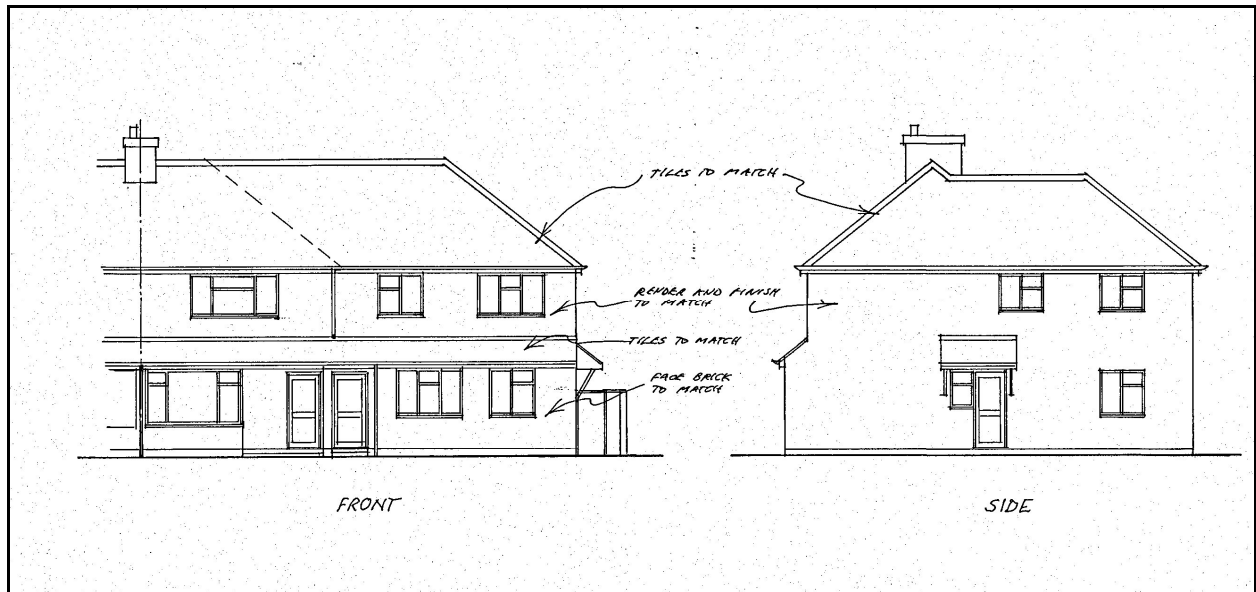 TILES TO MATCH
RENDER AND FINISH
TO MATCH
TILES TO MATCH
FACE BRICK
TO MATCH
FRONT
SIDE